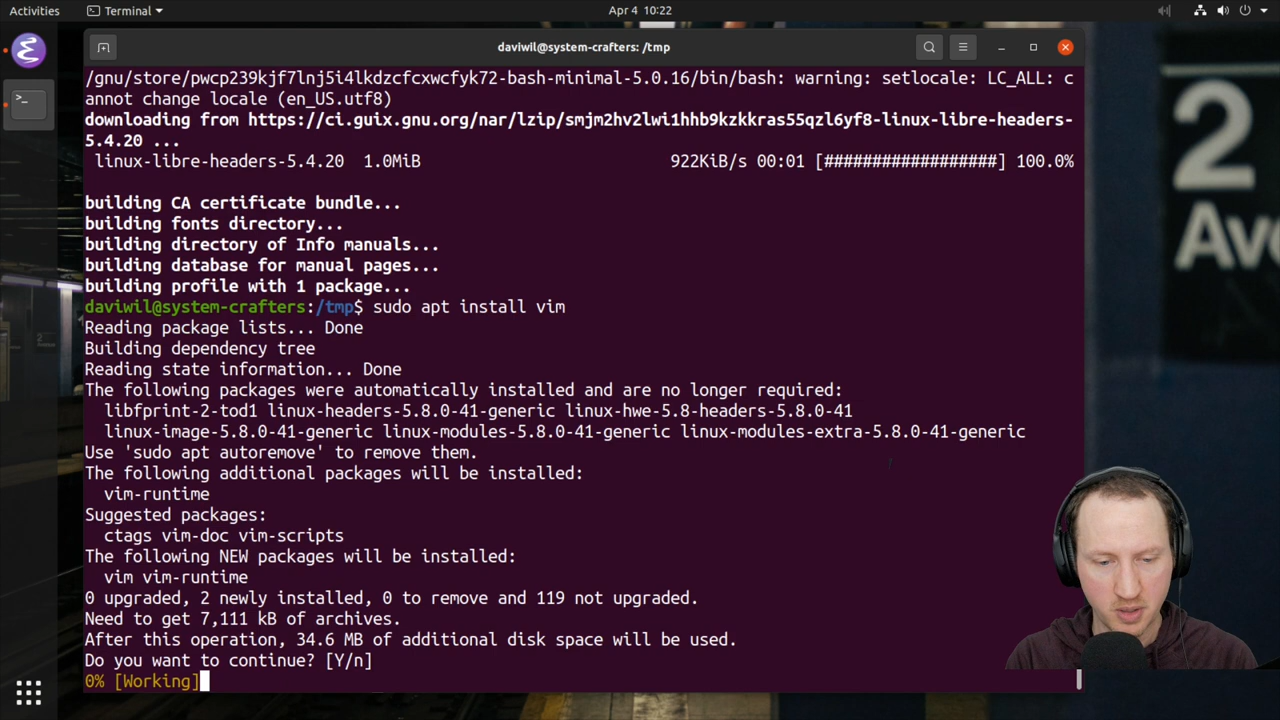 Activities
Terminal
Apr 4 10:22
daviwil@system-crafters: /tmp
/gnu/store/pwcp239kjf7lnj5i4lkdzcfcxwcfyk72-bash-minimal-5.0.16/bin/bash: warning: setlocale: LC_ALL: c
annot change locale (en_US.utf8)
downloading from https://ci.guix.gnu.org/nar/lzip/smjm2hv2lwi1hhb9kzkkras55qzl6yf8-linux-libre-headers-
5.4.20 ...
linux-libre-headers-5.4.20 1.0MiB 922KiB/s 00:01 [##################] 100.0%
building CA certificate bundle...
building fonts directory...
building directory of Info manuals...
building database for manual pages...
building profile with 1 package...
daviwil@system-crafters:/tmp$ sudo apt install vim
Reading package lists... Done
Building dependency tree
Reading state information... Done
The following packages were automatically installed and are no longer required:
libfprint-2-tod1 linux-headers-5.8.0-41-generic linux-hwe-5.8-headers-5.8.0-41
linux-image-5.8.0-41-generic linux-modules-5.8.0-41-generic linux-modules-extra-5.8.0-41-generic
Use 'sudo apt autoremove' to remove them.
The following additional packages will be installed:
vim-runtime
Suggested packages:
ctags vim-doc vim-scripts
The following NEW packages will be installed:
vim vim-runtime
0 upgraded, 2 newly installed, 0 to remove and 119 not upgraded.
Need to get 7,111 kB of archives.
After this operation, 34.6 MB of additional disk space will be used.
Do you want to continue? [Y/n]
0% [Working]
2
Av